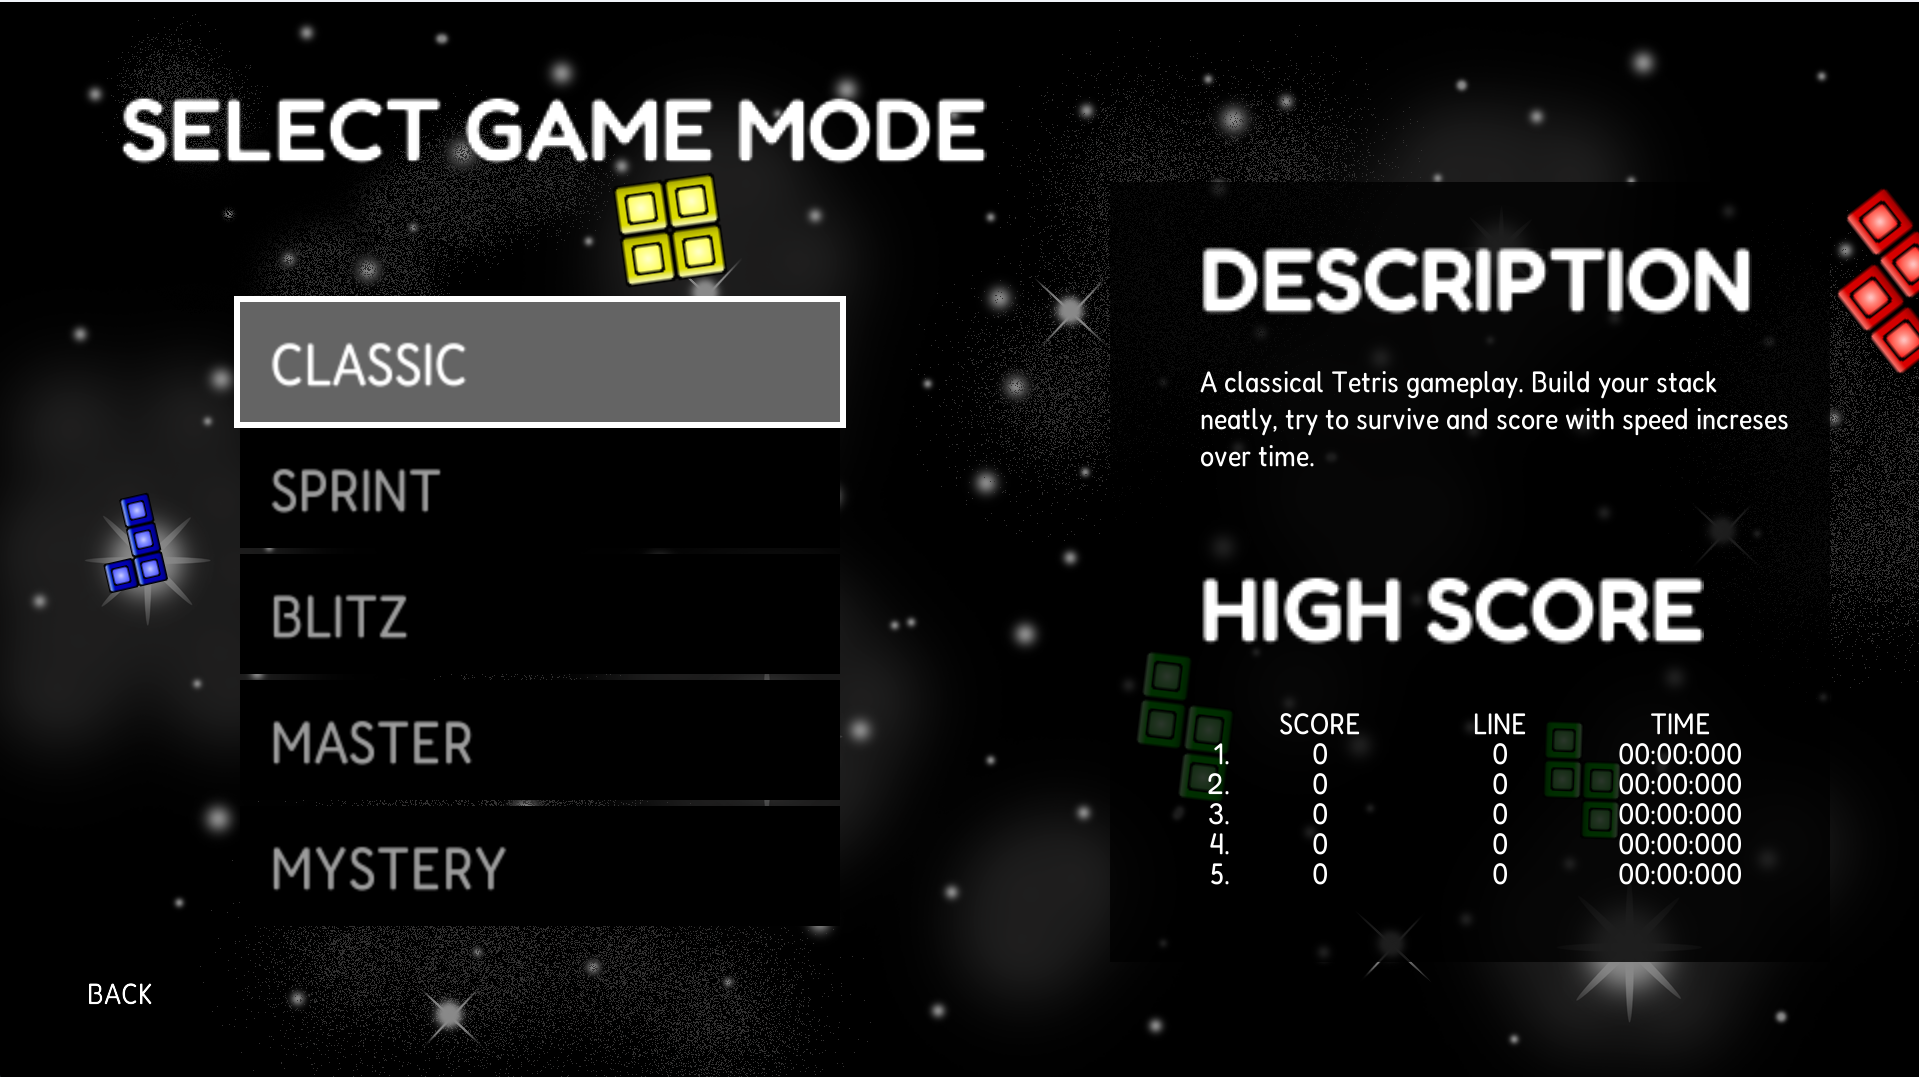 SELECT GAME MODE
CLASSIC
SPRINT
BLITZ
MASTER
MYSTERY
BACK
DESCRIPTION
A classical Tetris gameplay. Build your stack
neatly, try to survive and score with speed increses
over time.
HIGH SCORE
SCORE LINE TIME
1. 0 0 00:00:000
2. 0 0 00:00:000
3. 0 0 00:00:000
4. 0 0 00:00:000
5. 0 0 00:00:000